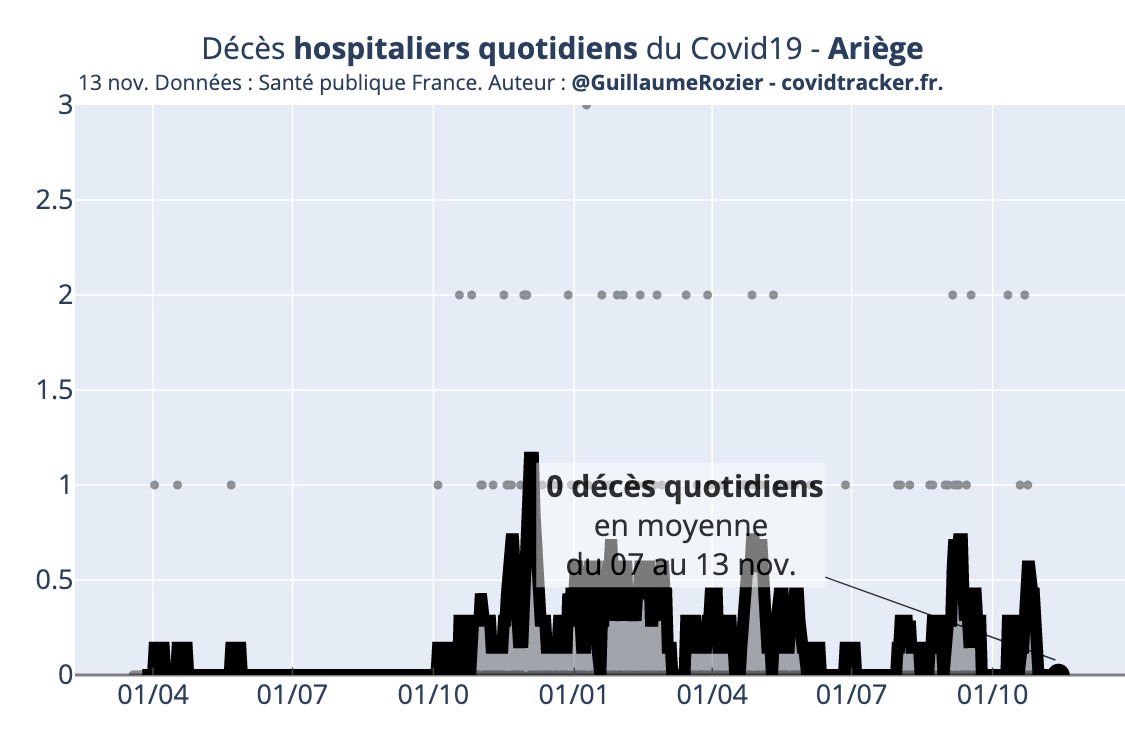 Décès hospitaliers quotidiens du Covid19 - Ariège
13 nov. Données : Santé publique France. Auteur : @GuillaumeRozier - covidtracker.fr.
3
2.5
2
1.5
1
0.5
0
0 décès quotidiens
en moyenne
du 07 au 13 nov.
01/04 01/07 01/10 01/01 01/04 01/07 01/10